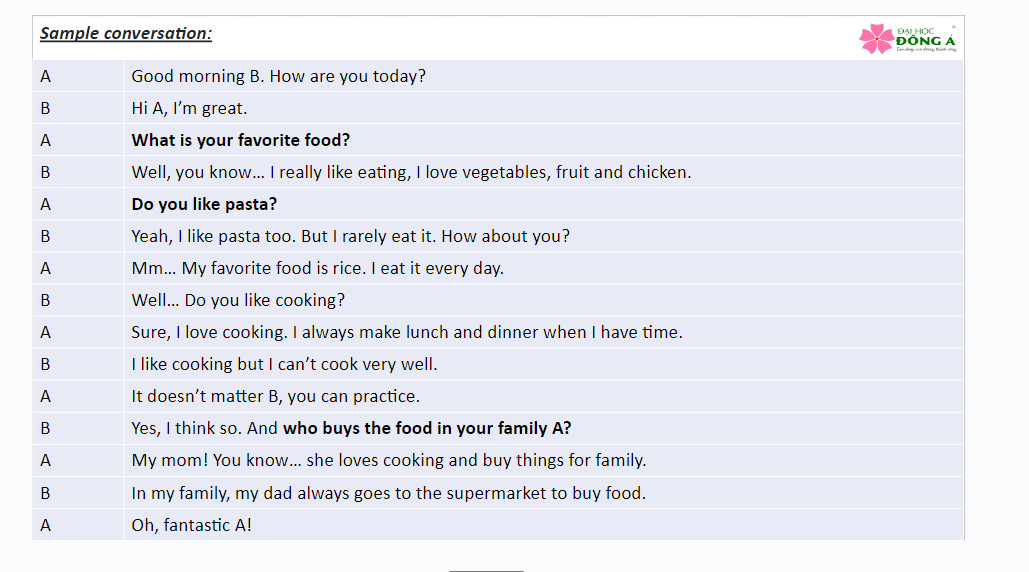 Sample conversation:
ĐẠI HỌC
ĐÔNG Á
A Good morning B. How are you today?
B Hi A, I’m great.
A What is your favorite food?
B Well, you know… I really like eating, I love vegetables, fruit and chicken.
A Do you like pasta?
B Yeah, I like pasta too. But I rarely eat it. How about you?
A Mm… My favorite food is rice. I eat it every day.
B Well… Do you like cooking?
A Sure, I love cooking. I always make lunch and dinner when I have time.
B I like cooking but I can’t cook very well.
A It doesn’t matter B, you can practice.
B Yes, I think so. And who buys the food in your family A?
A My mom! You know… she loves cooking and buy things for family.
B In my family, my dad always goes to the supermarket to buy food.
A Oh, fantastic A!